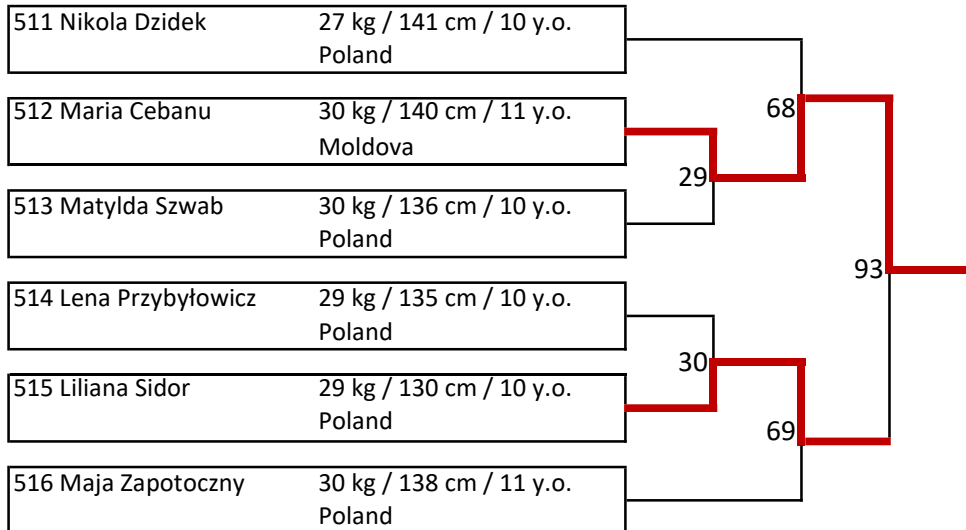 511 Nikola Dzidek 27 kg / 141 cm / 10 y.o.
Poland
512 Maria Cebanu 30 kg / 140 cm / 11 y.o.
Moldova
513 Matylda Szwab 30 kg / 136 cm / 10 y.o.
Poland
514 Lena Przybyłowicz 29 kg / 135 cm / 10 y.o.
Poland
515 Liliana Sidor 29 kg / 130 cm / 10 y.o.
Poland
516 Maja Zapotoczny 30 kg / 138 cm / 11 y.o.
Poland
29
30
68
69
93